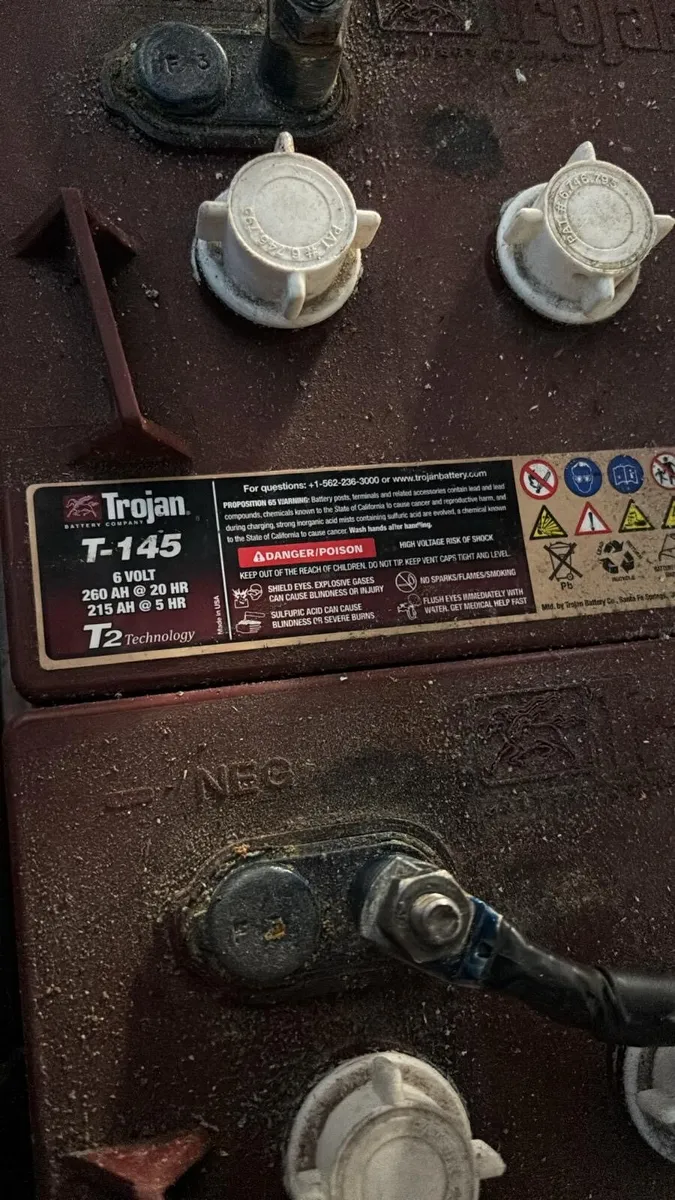 Trojan
PAT.# 6,746,795
For questions: +1-562-236-3000 or www.trojanbattery.com
PROPOSITION 65 WARNING: Battery posts, terminals and related accessories contain lead and lead
compounds, chemicals known to the State of California to cause cancer and reproductive harm, and
during charging, strong inorganic acid mists containing sulfuric acid are evolved, a chemical known
to the State of California to cause cancer. Wash hands after handling.
Trojan
BATTERY COMPANY
T-145
6 VOLT
260 AH @ 20 HR
215 AH @ 5 HR
T2 Technology
Made in USA
DANGER/POISON
HIGH VOLTAGE RISK OF SHOCK
KEEP OUT OF THE REACH OF CHILDREN. DO NOT TIP. KEEP VENT CAPS TIGHT AND LEVEL.
SHIELD EYES. EXPLOSIVE GASES
CAN CAUSE BLINDNESS OR INJURY
NO SPARKS/FLAMES/SMOKING
SULFURIC ACID CAN CAUSE
BLINDNESS OR SEVERE BURNS
FLUSH EYES IMMEDIATELY WITH
WATER. GET MEDICAL HELP FAST
Pb
Mfd. by Trojan Battery Co., Santa Fe Springs,
NEG